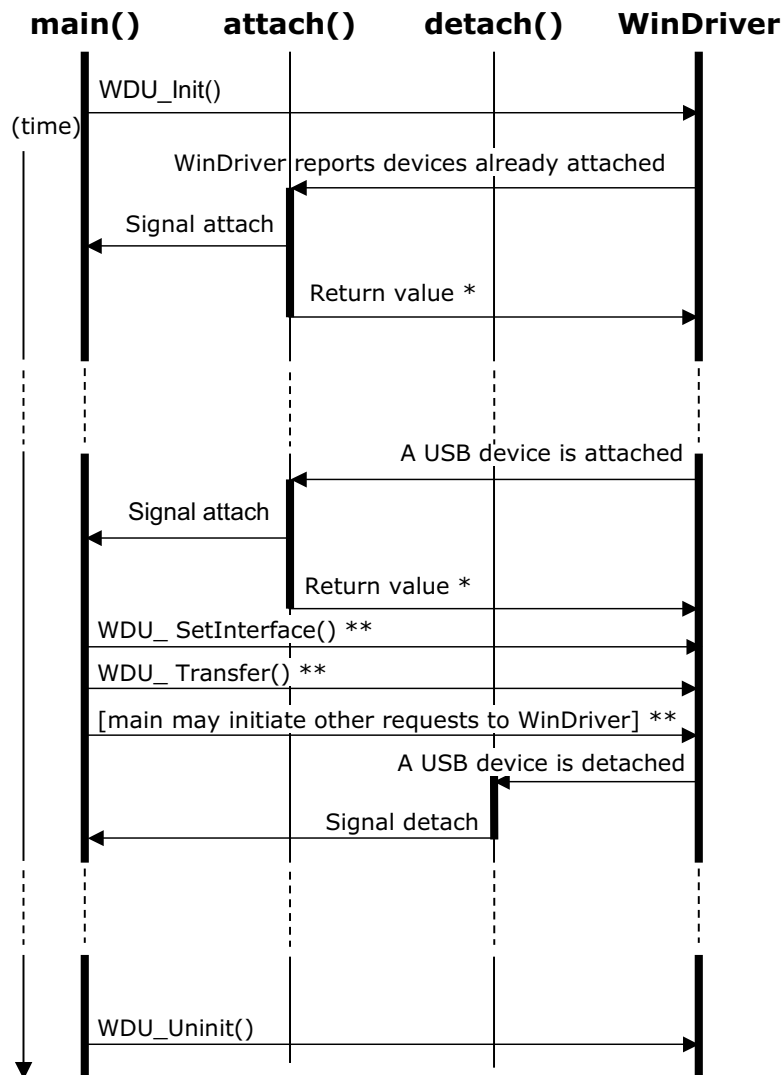 main() attach() detach() WinDriver
WDU_Init()
(time)
WinDriver reports devices already attached
Signal attach
Return value *
A USB device is attached
Signal attach
Return value *
WDU_ SetInterface() **
WDU_ Transfer() **
[main may initiate other requests to WinDriver] **
A USB device is detached
Signal detach
WDU_Uninit()